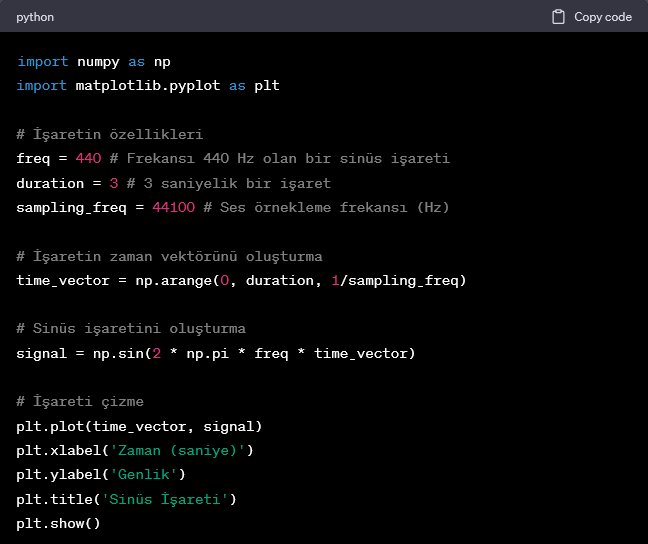 python
Copy code
import numpy as np
import matplotlib.pyplot as plt
# İşaretin özellikleri
freq = 440 # Frekansı 440 Hz olan bir sinüs işareti
duration = 3 # 3 saniyelik bir işaret
sampling_freq = 44100 # Ses örnekleme frekansı (Hz)
# İşaretin zaman vektörünü oluşturma
time_vector = np.arange(0, duration, 1/sampling_freq)
# Sinüs işaretini oluşturma
signal = np.sin(2 * np.pi * freq * time_vector)
# İşareti çizme
plt.plot(time_vector, signal)
plt.xlabel('Zaman (saniye)')
plt.ylabel('Genlik')
plt.title('Sinüs İşareti')
plt.show()